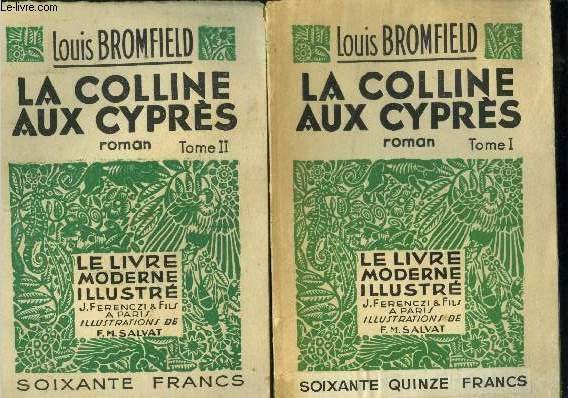 Le-livre.com
Louis BROMFIELD
LA COLLINE
AUX CYPRÈS
roman Tome II
LE LIVRE
MODERNE
ILLUSTRÉ
J. FERENCZI & FILS
A PARIS
ILLUSTRATIONS DE
F. M. SALVAT
SOIXANTE FRANCS
Louis BROMFIELD
LA COLLINE
AUX CYPRÈS
roman Tome I
LE LIVRE
MODERNE
ILLUSTRÉ
J. FERENCZI & FILS
A PARIS
ILLUSTRATIONS DE
F. M. SALVAT
SOIXANTE QUINZE FRANCS